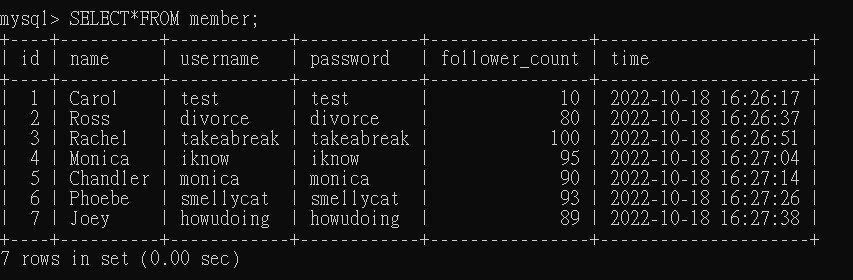 mysql> SELECT*FROM member;
+----+----------+------------+------------+----------------+---------------------+
| id | name     | username   | password   | follower_count | time                |
+----+----------+------------+------------+----------------+---------------------+
|  1 | Carol    | test       | test       |             10 | 2022-10-18 16:26:17 |
|  2 | Ross     | divorce    | divorce    |             80 | 2022-10-18 16:26:37 |
|  3 | Rachel   | takeabreak | takeabreak |            100 | 2022-10-18 16:26:51 |
|  4 | Monica   | iknow      | iknow      |             95 | 2022-10-18 16:27:04 |
|  5 | Chandler | monica     | monica     |             90 | 2022-10-18 16:27:14 |
|  6 | Phoebe   | smellycat  | smellycat  |             93 | 2022-10-18 16:27:26 |
|  7 | Joey     | howudoing  | howudoing  |             89 | 2022-10-18 16:27:38 |
+----+----------+------------+------------+----------------+---------------------+
7 rows in set (0.00 sec)